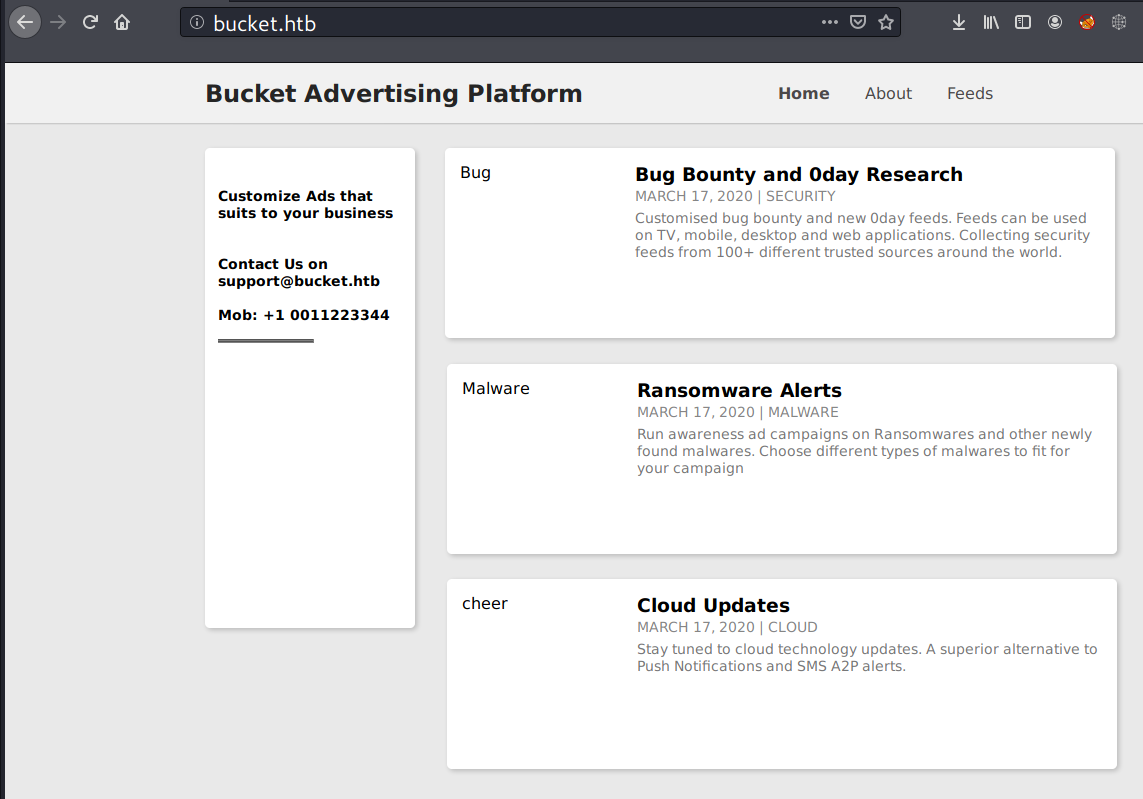 bucket.htb
Bucket Advertising Platform
Home
About
Feeds
Customize Ads that
suits to your business
Contact Us on
support@bucket.htb
Mob: +1 0011223344
Bug
Bug Bounty and 0day Research
MARCH 17, 2020 | SECURITY
Customised bug bounty and new 0day feeds. Feeds can be used
on TV, mobile, desktop and web applications. Collecting security
feeds from 100+ different trusted sources around the world.
Malware
Ransomware Alerts
MARCH 17, 2020 | MALWARE
Run awareness ad campaigns on Ransomwares and other newly
found malwares. Choose different types of malwares to fit for
your campaign
cheer
Cloud Updates
MARCH 17, 2020 | CLOUD
Stay tuned to cloud technology updates. A superior alternative to
Push Notifications and SMS A2P alerts.